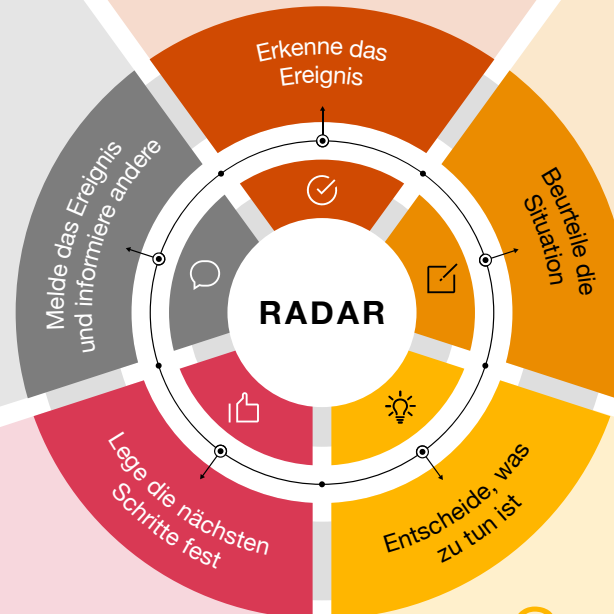 Erkenne das
Ereignis
Beurteile die
Situation
Entscheide, was
zu tun ist
Lege die nächsten
Schritte fest
Melde das Ereignis
und informiere andere
RADAR